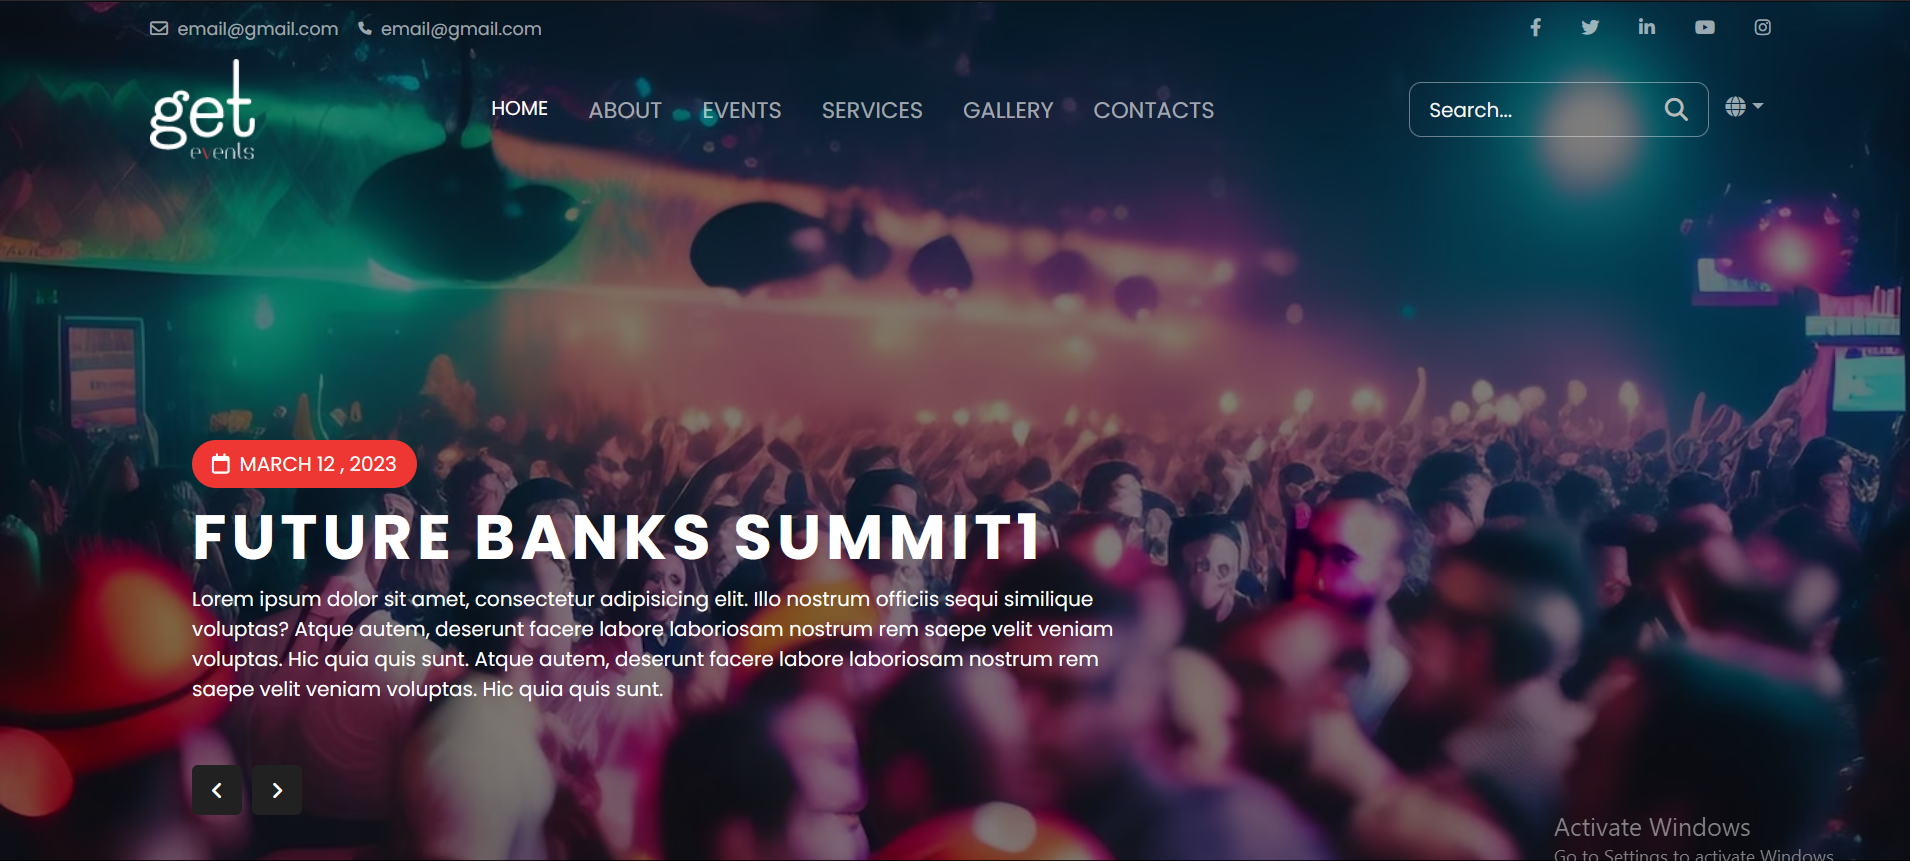 email@gmail.com email@gmail.com
get
events
HOME ABOUT EVENTS SERVICES GALLERY CONTACTS
Search...
MARCH 12 , 2023
FUTURE BANKS SUMMIT1
Lorem ipsum dolor sit amet, consectetur adipisicing elit. Illo nostrum officiis sequi similique
voluptas? Atque autem, deserunt facere labore laboriosam nostrum rem saepe velit veniam
voluptas. Hic quia quis sunt. Atque autem, deserunt facere labore laboriosam nostrum rem
saepe velit veniam voluptas. Hic quia quis sunt.
Activate Windows
Go to Settings to activate Windows.